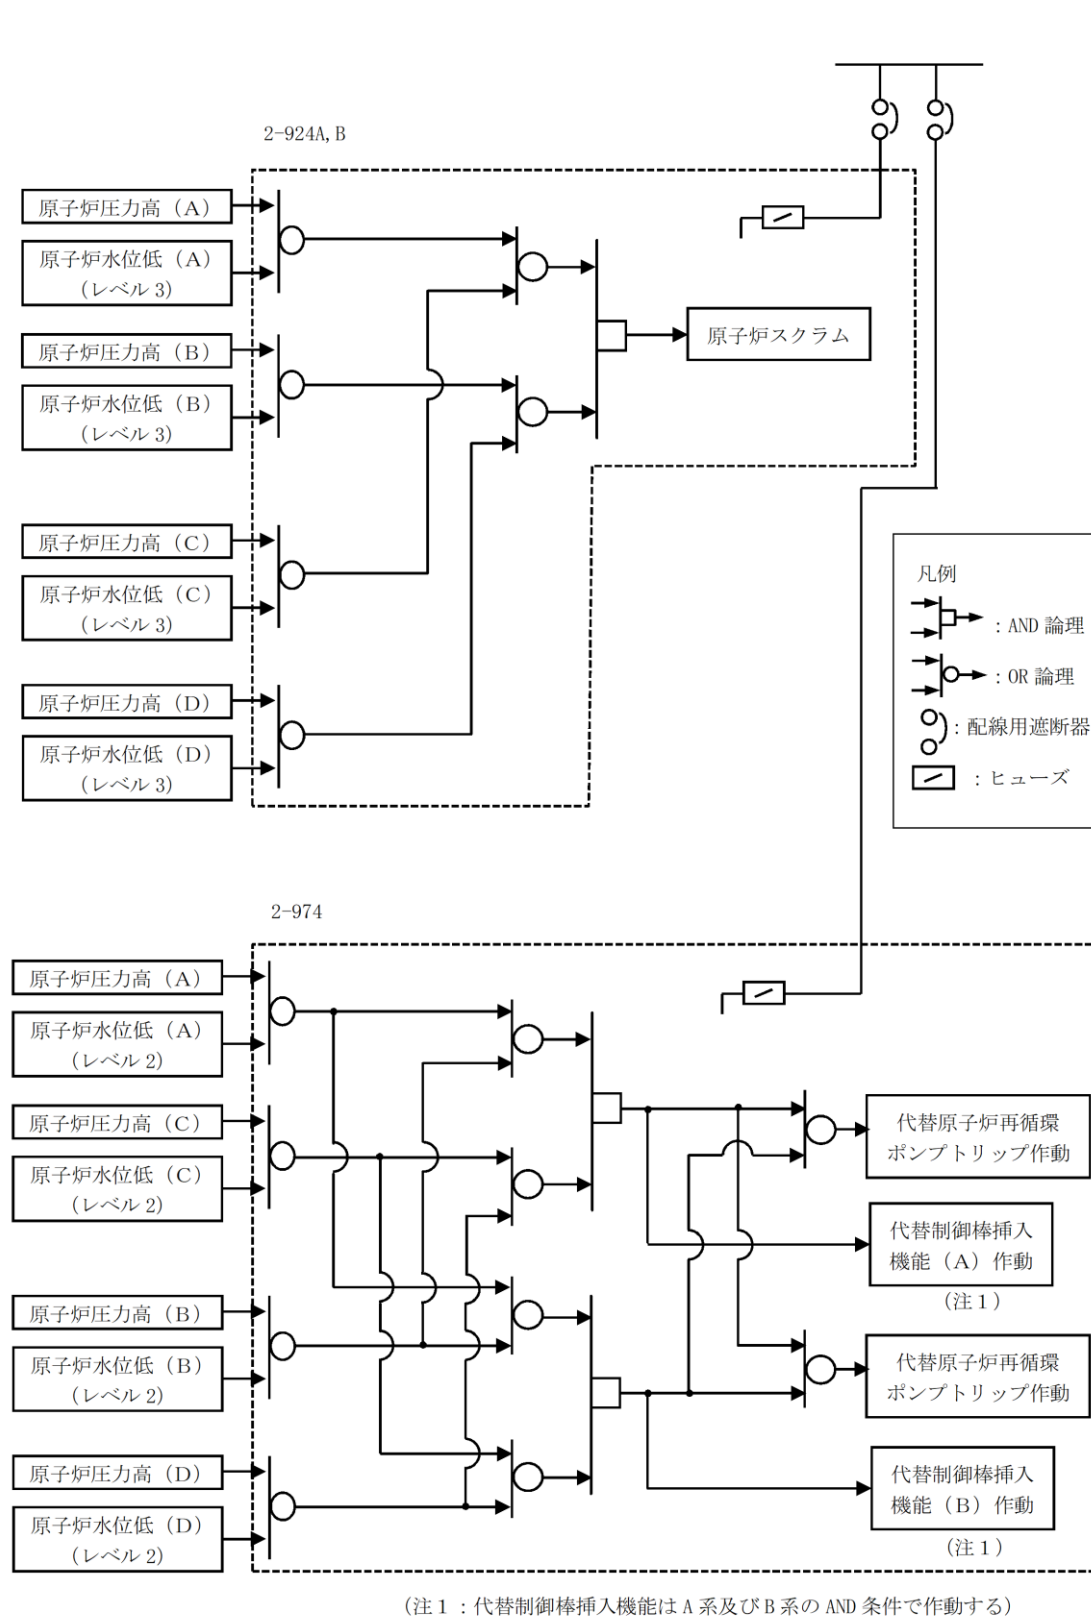 2-924A,B
原子炉圧力高（A）
原子炉水位低（A）
（レベル3）
原子炉圧力高（B）
原子炉水位低（B）
（レベル3）
原子炉スクラム
原子炉圧力高（C）
原子炉水位低（C）
（レベル3）
原子炉圧力高（D）
原子炉水位低（D）
（レベル3）
凡例
：AND 論理
：OR 論理
：配線用遮断器
：ヒューズ
2-974
原子炉圧力高（A）
原子炉水位低（A）
（レベル2）
原子炉圧力高（C）
原子炉水位低（C）
（レベル2）
原子炉圧力高（B）
原子炉水位低（B）
（レベル2）
原子炉圧力高（D）
原子炉水位低（D）
（レベル2）
代替原子炉再循環
ポンプトリップ作動
代替制御棒挿入
機能（A）作動
（注１）
代替原子炉再循環
ポンプトリップ作動
代替制御棒挿入
機能（B）作動
（注１）
（注１：代替制御棒挿入機能は A 系及び B 系の AND 条件で作動する）